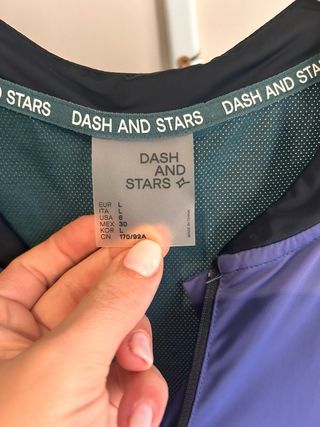 D STARS
DASH AND STARS
DASH AND STARS
DASH
AND
STARS
EUR L
ITA L
USA 8
MEX 30
KOR L
CN 170/92A